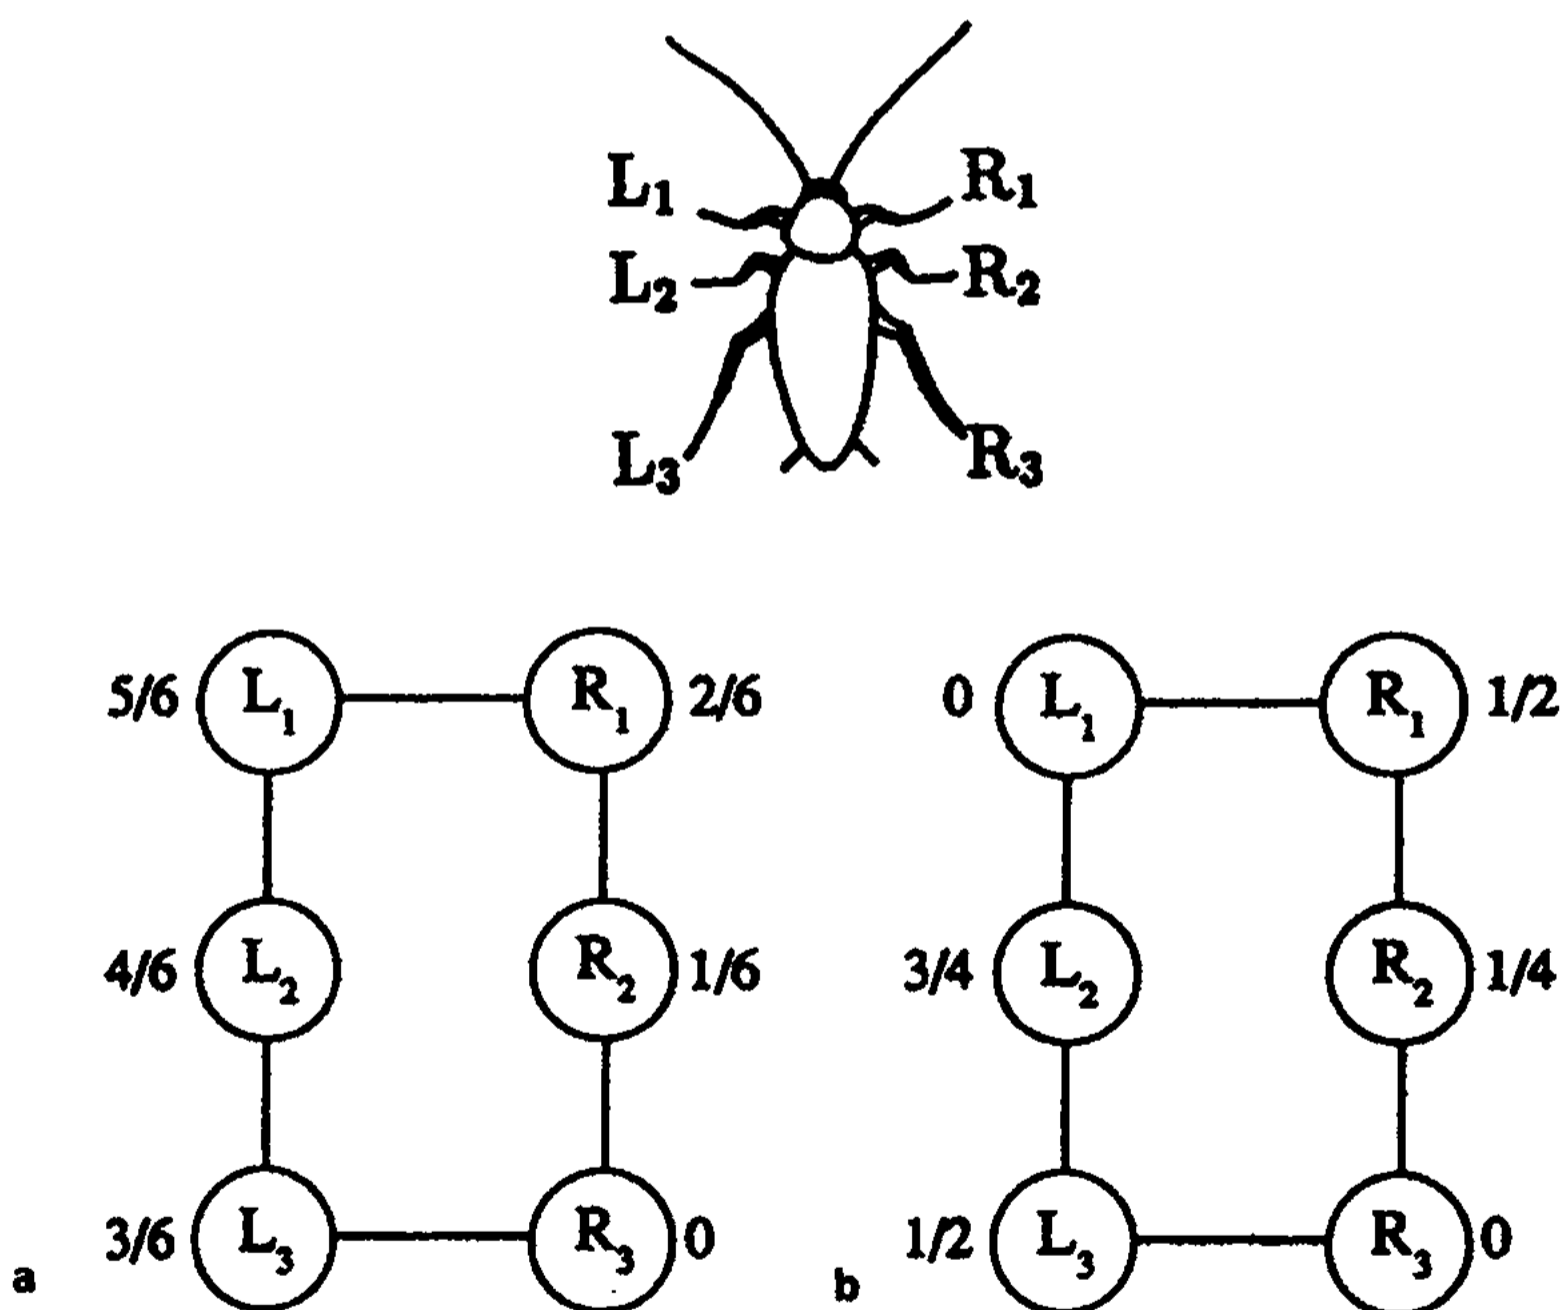 L₁ R₁
L₂ R₂
L₃ R₃
5/6 L₁ R₁ 2/6
4/6 L₂ R₂ 1/6
3/6 L₃ R₃ 0
a
0 L₁ R₁ 1/2
3/4 L₂ R₂ 1/4
1/2 L₃ R₃ 0
b